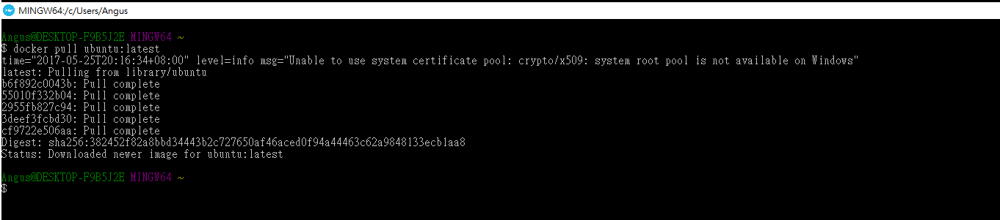 MINGW64:/c/Users/Angus
Angus@DESKTOP-F9B5J2E MINGW64 ~
$ docker pull ubuntu:latest
time="2017-05-25T20:16:34+08:00" level=info msg="Unable to use system certificate pool: crypto/x509: system root pool is not available on Windows"
latest: Pulling from library/ubuntu
b6f892c0043b: Pull complete
55010f332b04: Pull complete
2955fb827c94: Pull complete
3deef3fcbd30: Pull complete
cf9722e506aa: Pull complete
Digest: sha256:382452f82a8bbd34443b2c727650af46aced0f94a44463c62a9848133ecb1aa8
Status: Downloaded newer image for ubuntu:latest
Angus@DESKTOP-F9B5J2E MINGW64 ~
$